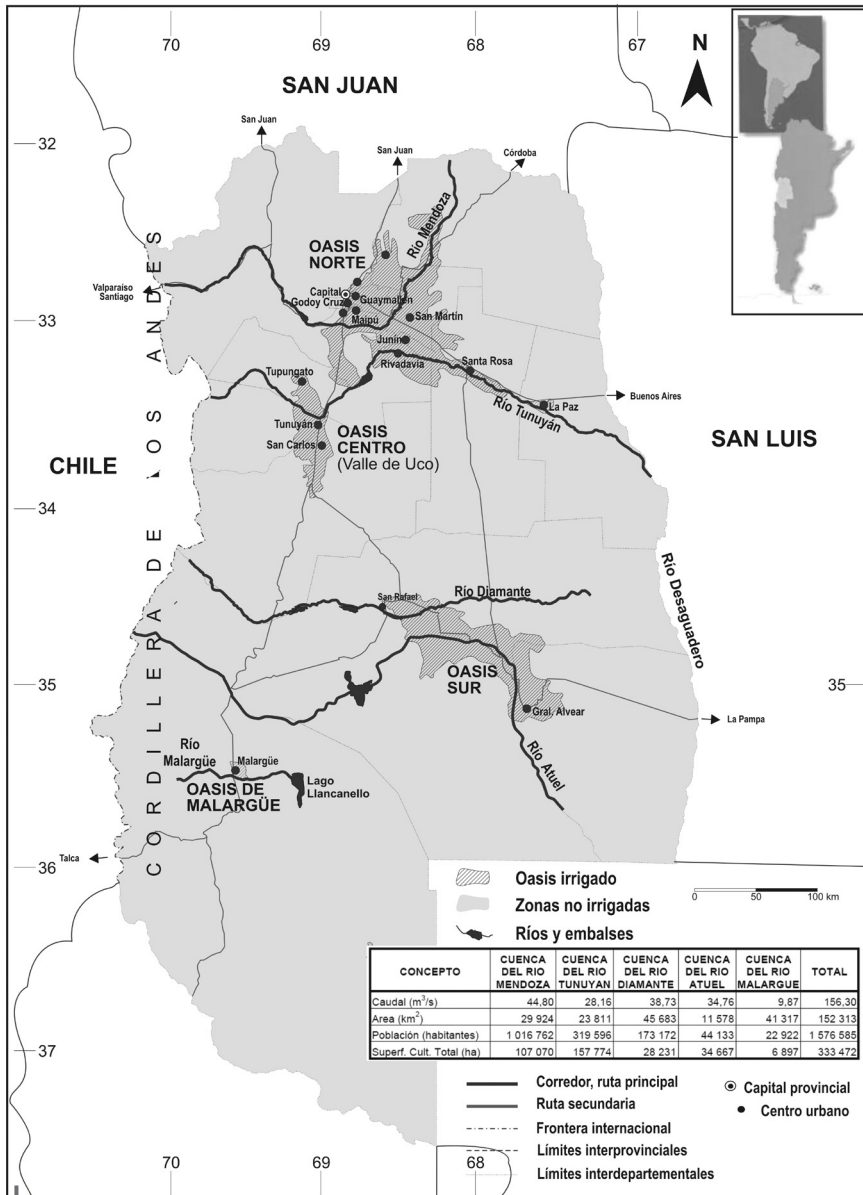 70
69
68
67
N
SAN JUAN
San Juan
San Juan
Córdoba
32
Río Mendoza
OASIS
NORTE
Valparaíso
Santiago
Capital
Godoy Cruz
Guaymallén
Maipú
San Martín
33
Junín
Rivadavia
Santa Rosa
Tupungato
La Paz
Buenos Aires
Río Tunuyán
Tunuyán
San Carlos
OASIS
CENTRO
(Valle de Uco)
SAN LUIS
CHILE
CORDILLERA DE LOS ANDES
34
San Rafael
Río Diamante
Río Desaguadero
OASIS
SUR
35
35
Gral. Alvear
La Pampa
Río
Malargüe
Malargüe
OASIS DE
MALARGÜE
Lago
Llancanello
Río Atuel
Talca
36
Oasis irrigado
0 50 100 km
Zonas no irrigadas
Ríos y embalses
CONCEPTO CUENCA DEL RIO MENDOZA CUENCA DEL RIO TUNUYAN CUENCA DEL RIO DIAMANTE CUENCA DEL RIO ATUEL CUENCA DEL RIO MALARGUE TOTAL
Caudal (m³/s) 44,80 28,16 38,73 34,76 9,87 156,30
Area (km²) 29 924 23 811 45 683 11 578 41 317 152 313
Población (habitantes) 1 016 762 319 596 173 172 44 133 22 922 1 576 585
Superf. Cult. Total (ha) 107 070 157 774 28 231 34 667 6 897 333 472
37
Corredor, ruta principal
Capital provincial
Ruta secundaria
Centro urbano
Frontera internacional
Límites interprovinciales
Límites interdepartementales
70
69
68